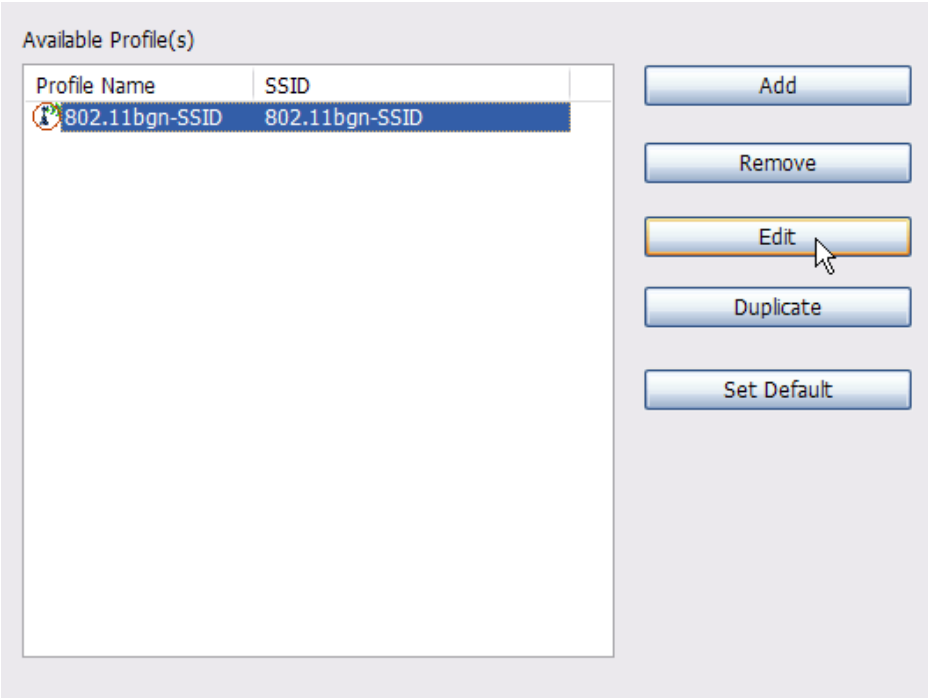 Available Profile(s)
Profile Name SSID
802.11bgn-SSID 802.11bgn-SSID
Add
Remove
Edit
Duplicate
Set Default